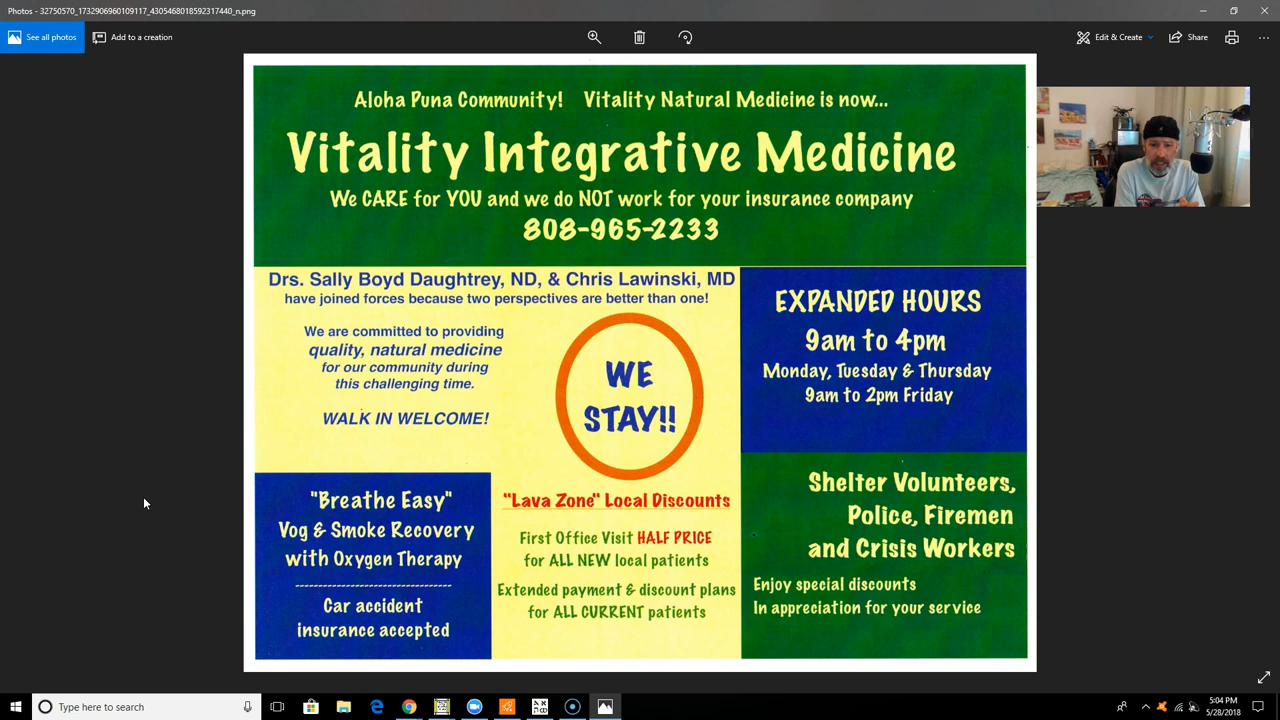 Photos - 32750570_1732906960109117_4305468018592317440_n.png
See all photos
Add to a creation
Edit & Create
Share
Aloha Puna Community! Vitality Natural Medicine is now...
Vitality Integrative Medicine
We CARE for YOU and we do NOT work for your insurance company
808-965-2233
Drs. Sally Boyd Daughtrey, ND, & Chris Lawinski, MD
have joined forces because two perspectives are better than one!
We are committed to providing
quality, natural medicine
for our community during
this challenging time.
WALK IN WELCOME!
WE
STAY!!
EXPANDED HOURS
9am to 4pm
Monday, Tuesday & Thursday
9am to 2pm Friday
"Breathe Easy"
Vog & Smoke Recovery
with Oxygen Therapy
-----------------------------------
Car accident
insurance accepted
"Lava Zone" Local Discounts
First Office Visit HALF PRICE
for ALL NEW local patients
Extended payment & discount plans
for ALL CURRENT patients
Shelter Volunteers,
Police, Firemen
and Crisis Workers
Enjoy special discounts
In appreciation for your service
Type here to search
5:04 PM
5/28/2018